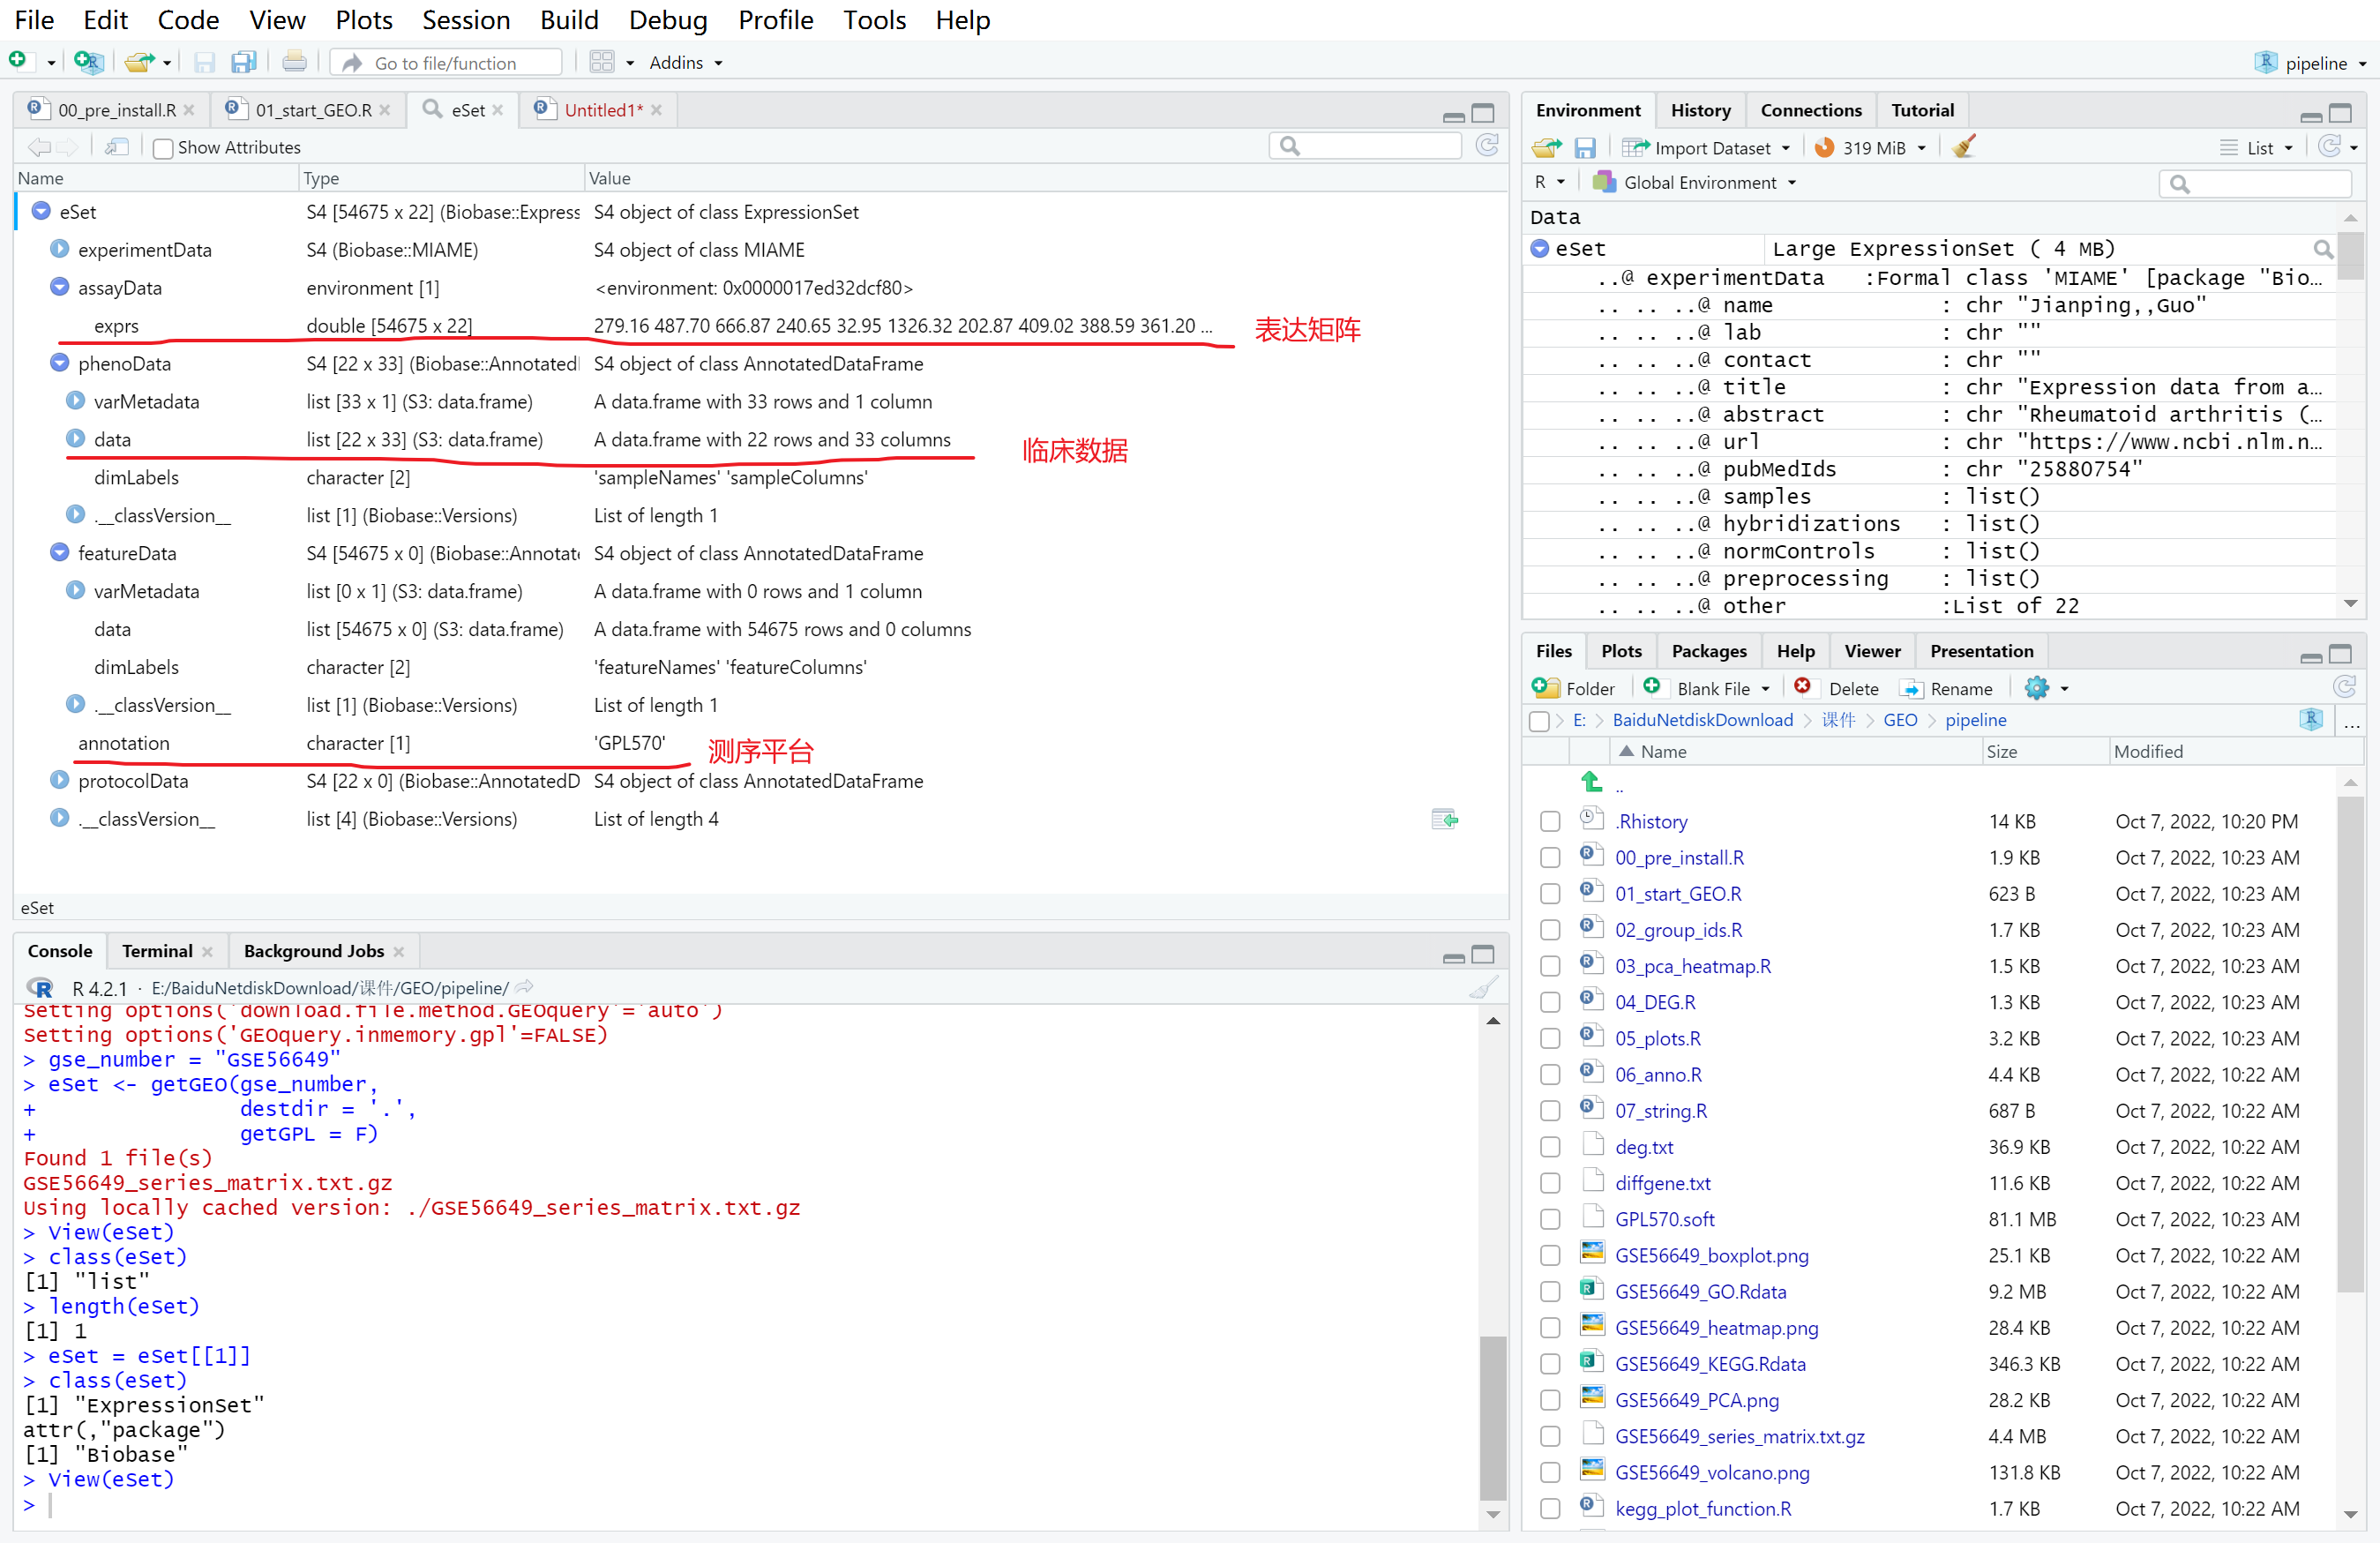 File Edit Code View Plots Session Build Debug Profile Tools Help
Go to file/function Addins pipeline
00_pre_install.R 01_start_GEO.R eSet Untitled1*
Show Attributes
Name Type Value
eSet S4 [54675 x 22] (Biobase::Express S4 object of class ExpressionSet
experimentData S4 (Biobase::MIAME) S4 object of class MIAME
assayData environment [1] <environment: 0x0000017ed32dcf80>
exprs double [54675 x 22] 279.16 487.70 666.87 240.65 32.95 1326.32 202.87 409.02 388.59 361.20 ... 表达矩阵
phenoData S4 [22 x 33] (Biobase::Annotated S4 object of class AnnotatedDataFrame
varMetadata list [33 x 1] (S3: data.frame) A data.frame with 33 rows and 1 column
data list [22 x 33] (S3: data.frame) A data.frame with 22 rows and 33 columns 临床数据
dimLabels character [2] 'sampleNames' 'sampleColumns'
.__classVersion__ list [1] (Biobase::Versions) List of length 1
featureData S4 [54675 x 0] (Biobase::Annotate S4 object of class AnnotatedDataFrame
varMetadata list [0 x 1] (S3: data.frame) A data.frame with 0 rows and 1 column
data list [54675 x 0] (S3: data.frame) A data.frame with 54675 rows and 0 columns
dimLabels character [2] 'featureNames' 'featureColumns'
.__classVersion__ list [1] (Biobase::Versions) List of length 1
annotation character [1] 'GPL570' 测序平台
protocolData S4 [22 x 0] (Biobase::AnnotatedD S4 object of class AnnotatedDataFrame
.__classVersion__ list [4] (Biobase::Versions) List of length 4
eSet
Console Terminal Background Jobs
R 4.2.1 · E:/BaiduNetdiskDownload/课件/GEO/pipeline/
Setting options('download.file.method.GEOquery'='auto')
Setting options('GEOquery.inmemory.gpl'=FALSE)
> gse_number = "GSE56649"
> eSet <- getGEO(gse_number,
+                destdir = '.',
+                getGPL = F)
Found 1 file(s)
GSE56649_series_matrix.txt.gz
Using locally cached version: ./GSE56649_series_matrix.txt.gz
> View(eSet)
> class(eSet)
[1] "list"
> length(eSet)
[1] 1
> eSet = eSet[[1]]
> class(eSet)
[1] "ExpressionSet"
attr(,"package")
[1] "Biobase"
> View(eSet)
>
Environment History Connections Tutorial
Import Dataset 319 MiB List
R Global Environment
Data
eSet Large ExpressionSet ( 4 MB)
..@ experimentData :Formal class 'MIAME' [package "Bio…
.. .. ..@ name : chr "Jianping,,Guo"
.. .. ..@ lab : chr ""
.. .. ..@ contact : chr ""
.. .. ..@ title : chr "Expression data from a…
.. .. ..@ abstract : chr "Rheumatoid arthritis (…
.. .. ..@ url : chr "https://www.ncbi.nlm.n…
.. .. ..@ pubMedIds : chr "25880754"
.. .. ..@ samples : list()
.. .. ..@ hybridizations : list()
.. .. ..@ normControls : list()
.. .. ..@ preprocessing : list()
.. .. ..@ other :List of 22
Files Plots Packages Help Viewer Presentation
Folder Blank File Delete Rename
E: BaiduNetdiskDownload 课件 GEO pipeline ...
Name Size Modified
..
.Rhistory 14 KB Oct 7, 2022, 10:20 PM
00_pre_install.R 1.9 KB Oct 7, 2022, 10:23 AM
01_start_GEO.R 623 B Oct 7, 2022, 10:23 AM
02_group_ids.R 1.7 KB Oct 7, 2022, 10:23 AM
03_pca_heatmap.R 1.5 KB Oct 7, 2022, 10:23 AM
04_DEG.R 1.3 KB Oct 7, 2022, 10:23 AM
05_plots.R 3.2 KB Oct 7, 2022, 10:23 AM
06_anno.R 4.4 KB Oct 7, 2022, 10:22 AM
07_string.R 687 B Oct 7, 2022, 10:22 AM
deg.txt 36.9 KB Oct 7, 2022, 10:22 AM
diffgene.txt 11.6 KB Oct 7, 2022, 10:22 AM
GPL570.soft 81.1 MB Oct 7, 2022, 10:23 AM
GSE56649_boxplot.png 25.1 KB Oct 7, 2022, 10:22 AM
GSE56649_GO.Rdata 9.2 MB Oct 7, 2022, 10:22 AM
GSE56649_heatmap.png 28.4 KB Oct 7, 2022, 10:22 AM
GSE56649_KEGG.Rdata 346.3 KB Oct 7, 2022, 10:22 AM
GSE56649_PCA.png 28.2 KB Oct 7, 2022, 10:22 AM
GSE56649_series_matrix.txt.gz 4.4 MB Oct 7, 2022, 10:22 AM
GSE56649_volcano.png 131.8 KB Oct 7, 2022, 10:22 AM
kegg_plot_function.R 1.7 KB Oct 7, 2022, 10:22 AM